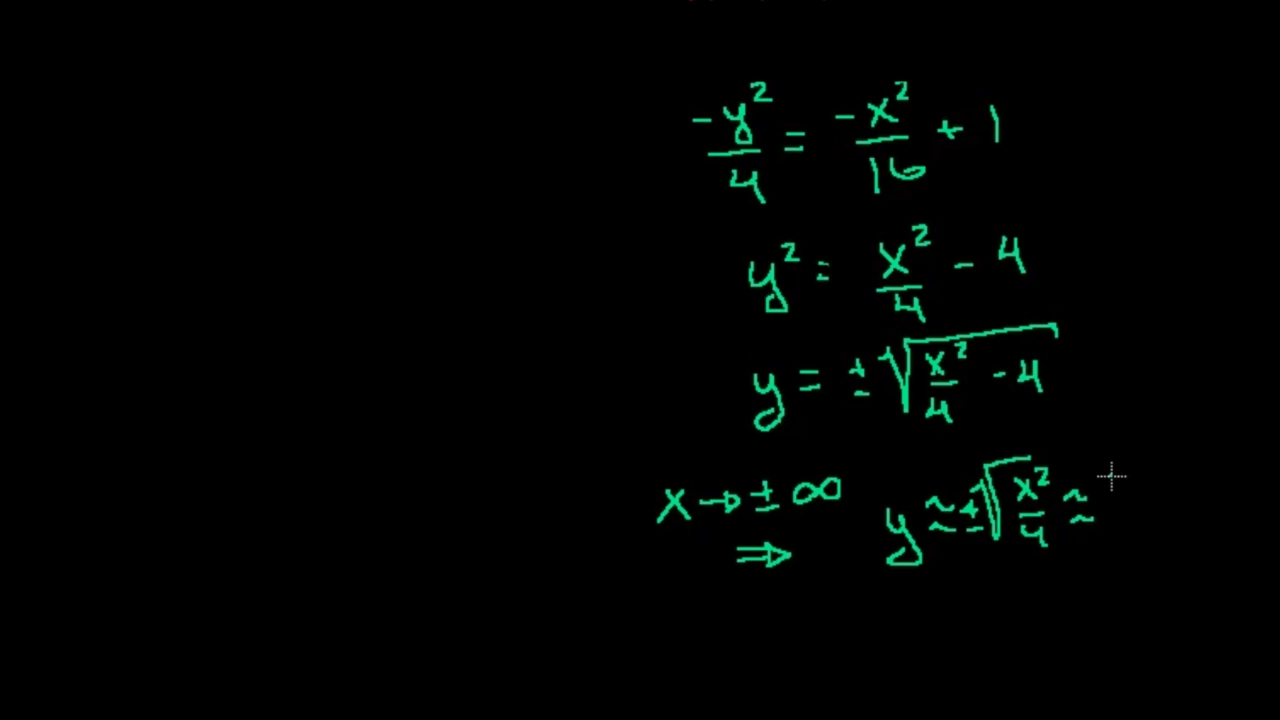 -y²/4 = -x²/16 + 1
y² = x²/4 - 4
y = ±√(x²/4 - 4)
x → ±∞ y ≈ ±√(x²/4) ≈
⇒